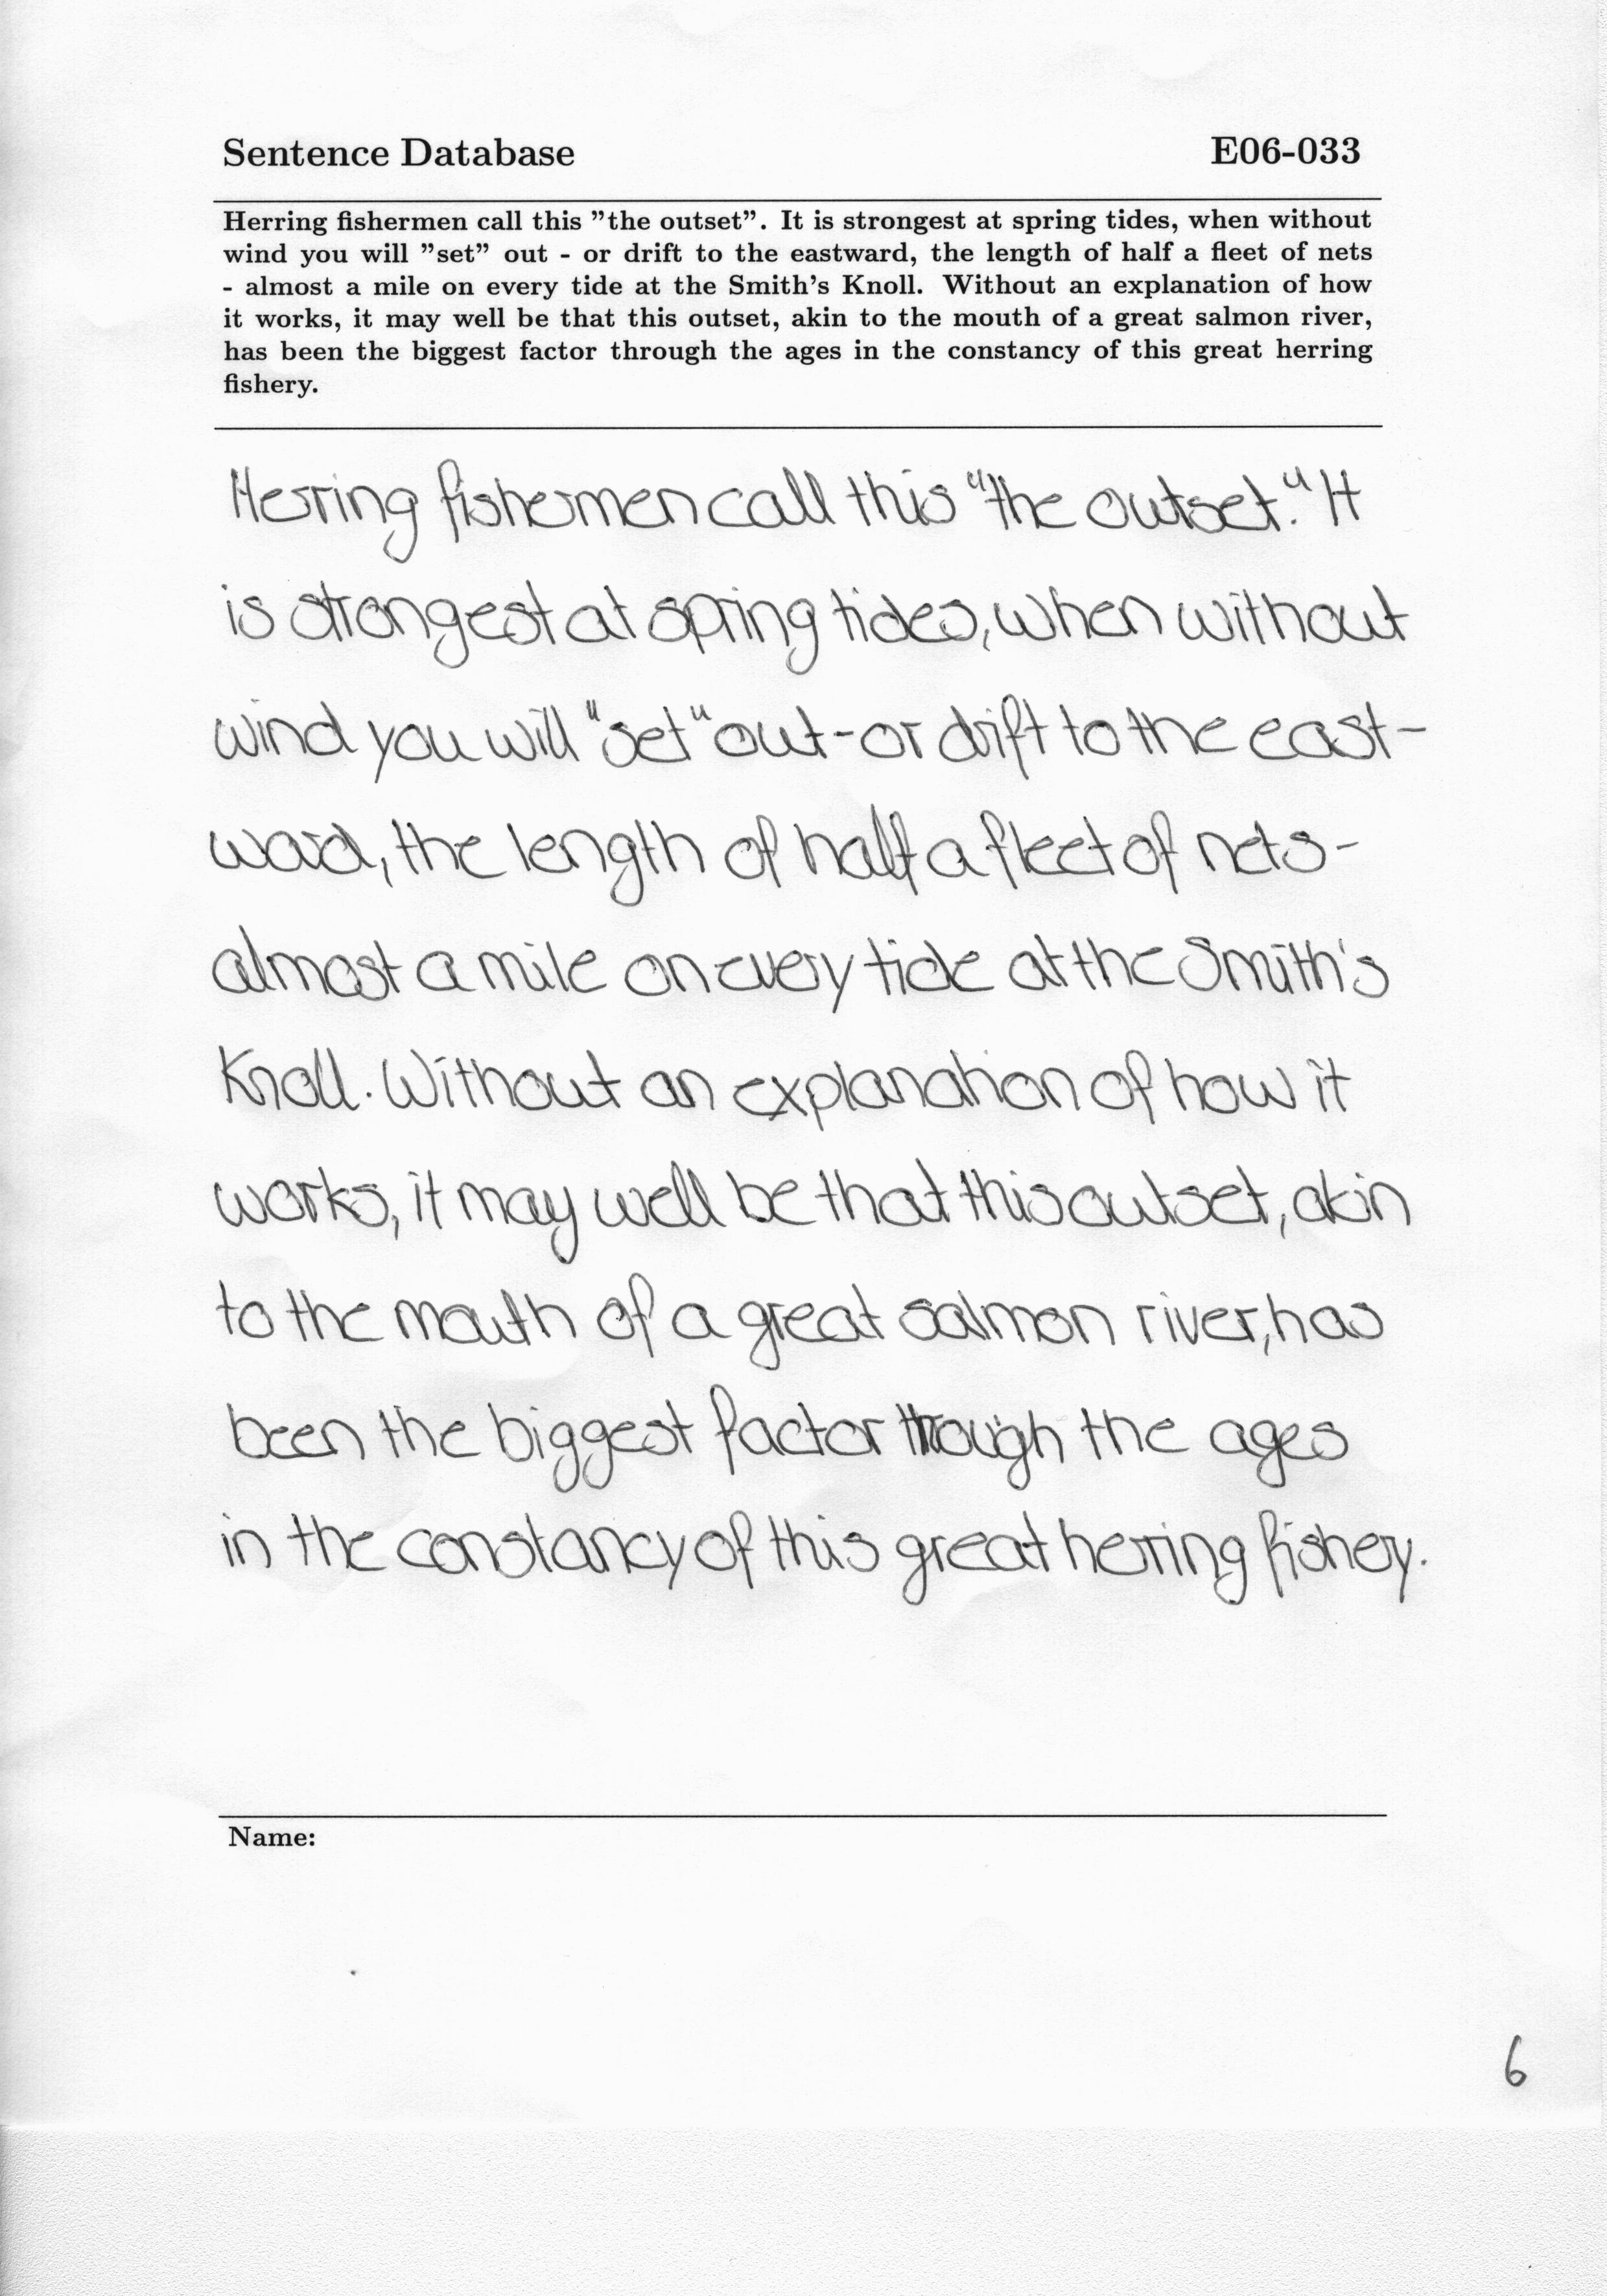 Sentence Database E06-033
Herring fishermen call this "the outset". It is strongest at spring tides, when without
wind you will "set" out - or drift to the eastward, the length of half a fleet of nets
- almost a mile on every tide at the Smith's Knoll. Without an explanation of how
it works, it may well be that this outset, akin to the mouth of a great salmon river,
has been the biggest factor through the ages in the constancy of this great herring
fishery.
Herring fishermen call this "the outset." It
is strongest at spring tides, when without
wind you will "set" out - or drift to the east-
ward, the length of half a fleet of nets -
almost a mile on every tide at the Smith's
Knoll. Without an explanation of how it
works, it may well be that this outset, akin
to the mouth of a great salmon river, has
been the biggest factor through the ages
in the constancy of this great herring fishery.
Name:
6